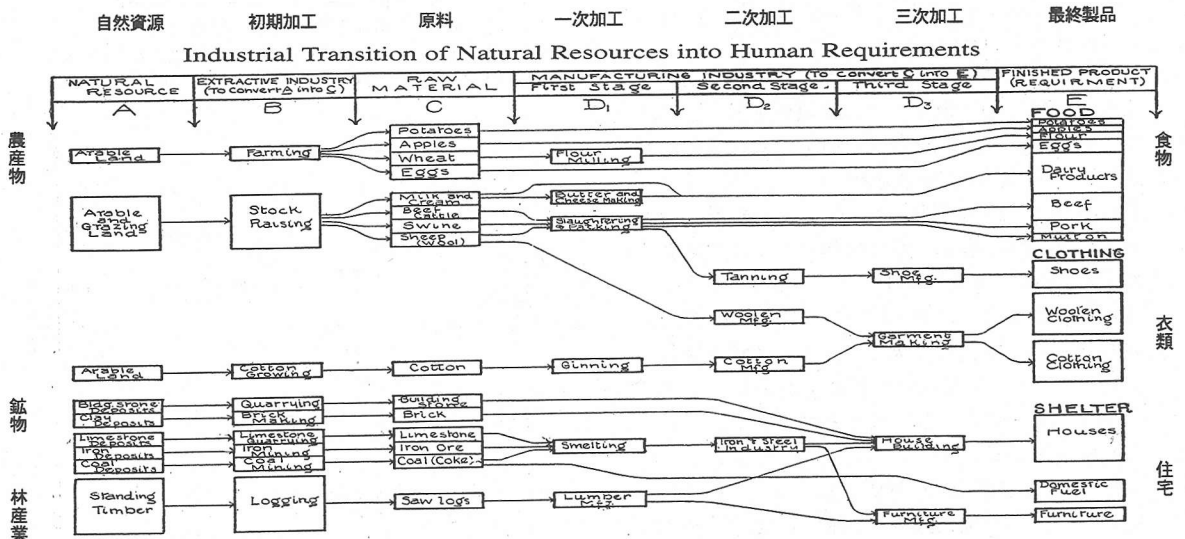 自然資源 初期加工 原料 一次加工 二次加工 三次加工 最終製品
Industrial Transition of Natural Resources into Human Requirements
NATURAL RESOURCE
A
EXTRACTIVE INDUSTRY
(To Convert A into C)
B
RAW MATERIAL
C
MANUFACTURING INDUSTRY (To Convert C into E)
First Stage
D1
Second Stage.
D2
Third Stage
D3
FINISHED PRODUCT
(REQUIRMENT)
E
農産物
鉱物
林産業
食物
衣類
住宅
Arable Land
Farming
Potatoes
Apples
Wheat
Eggs
Flour Milling
FOOD
Potatoes
Apples
Flour
Eggs
Dairy Products
Beef
Pork
Mutton
Arable and Grazing Land
Stock Raising
Milk and Cream
Beef Cattle
Swine
Sheep (Wool)
Butter and Cheese Making
Slaughtering & Packing
Tanning
Shoe Mfg.
CLOTHING
Shoes
Woolen Mfg.
Garment Making
Woolen Clothing
Cotton Clothing
Arable Land
Cotton Growing
Cotton
Ginning
Cotton Mfg
Bldg. stone Deposits
Quarrying
Building Stone
Clay Deposits
Brick Making
Brick
Limestone Deposits
Limestone Quarrying
Limestone
Iron Deposits
Iron Mining
Iron Ore
Coal Deposits
Coal Mining
Coal (Coke)
Smelting
Iron & Steel Industry
House Building
SHELTER
Houses
Standing Timber
Logging
Saw logs
Lumber Mfg.
Furniture Mfg.
Domestic Fuel
Furniture